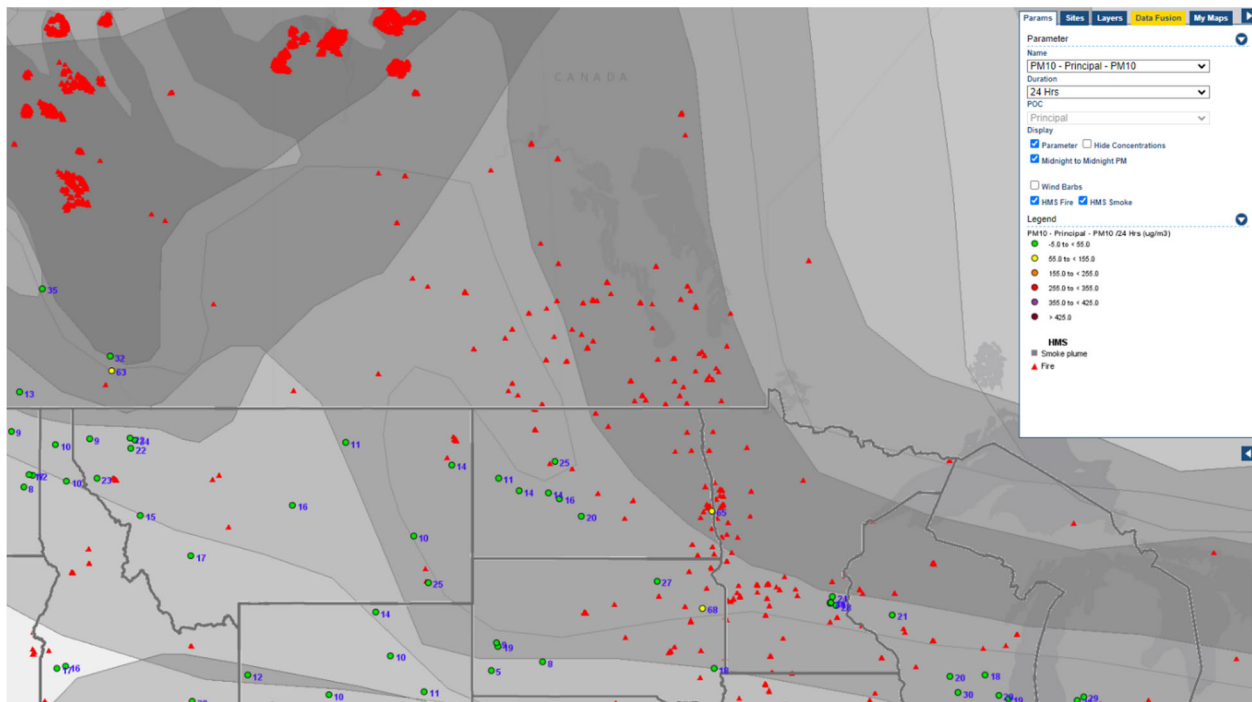 Params Sites Layers Data Fusion My Maps
Parameter
Name
PM10 - Principal - PM10
Duration
24 Hrs
POC
Principal
Display
Parameter Hide Concentrations
Midnight to Midnight PM
Wind Barbs
HMS Fire HMS Smoke
Legend
PM10 - Principal - PM10 /24 Hrs (ug/m3)
-5.0 to < 55.0
55.0 to < 155.0
155.0 to < 255.0
255.0 to < 355.0
355.0 to < 425.0
> 425.0
HMS
Smoke plume
Fire
CANADA
35
32
63
13
9
10
9
22
11
14
25
8
10
23
11
14
16
20
15
16
65
17
10
25
27
24
14
68
21
10
19
8
5
18
17
16
12
10
11
20
18
30
29